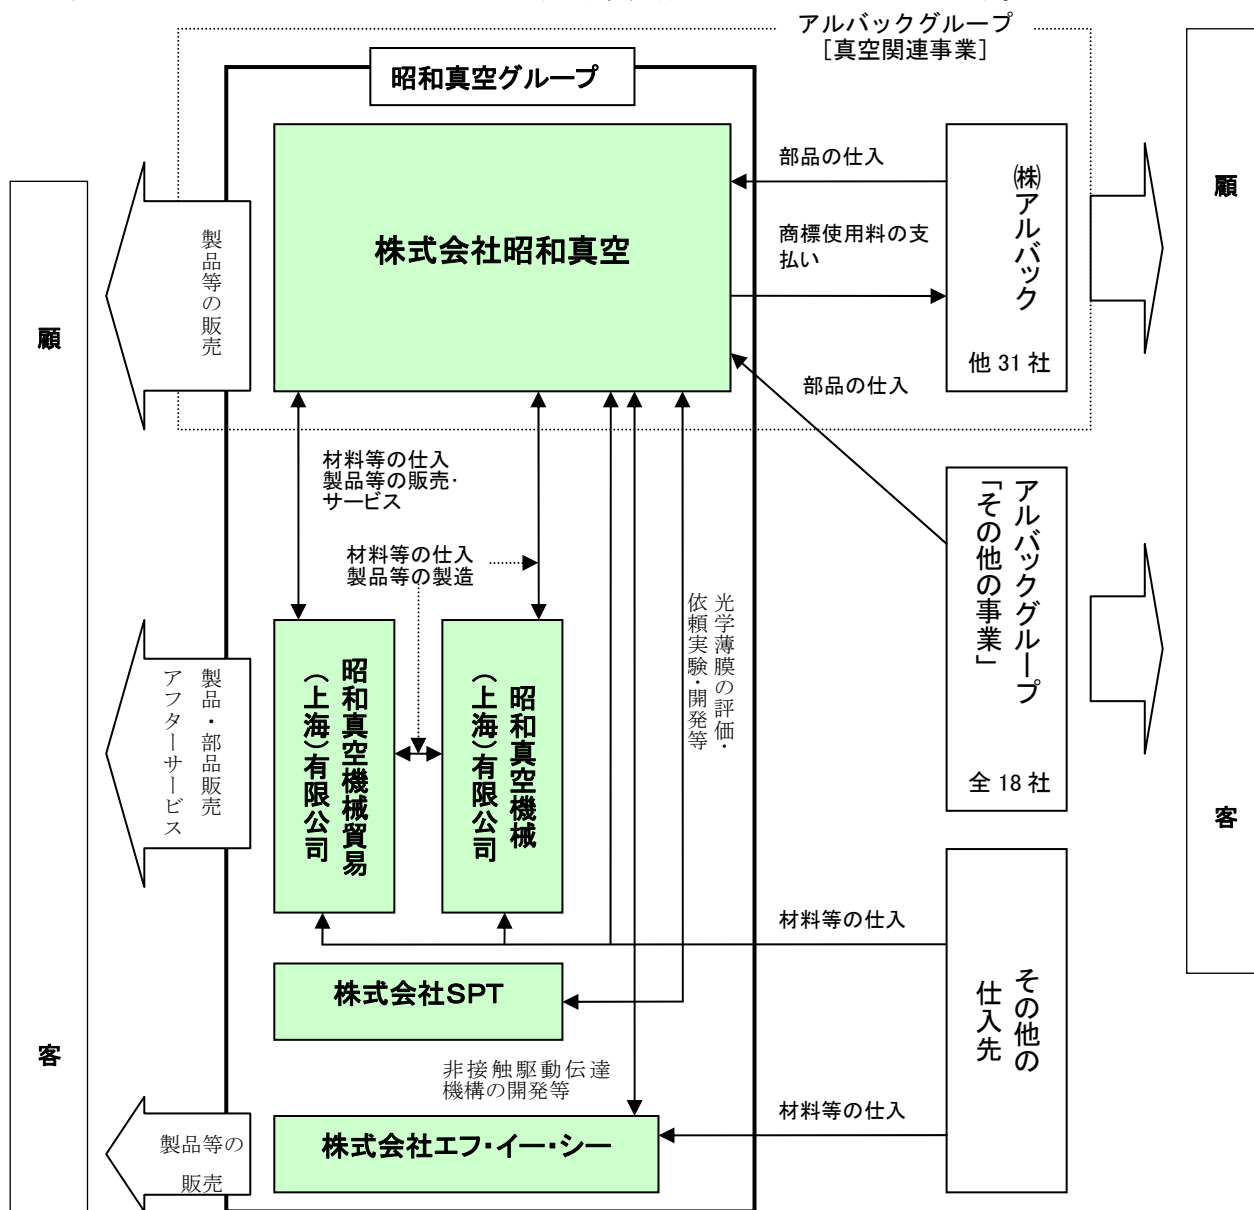 アルバックグループ
[真空関連事業]
昭和真空グループ
株式会社昭和真空
部品の仕入
商標使用料の支
払い
㈱アルバック
他 31 社
顧
客
製品等の販売
顧
客
部品の仕入
材料等の仕入
製品等の販売・
サービス
材料等の仕入
製品等の製造
光学薄膜の評価・
依頼実験・開発等
アルバックグループ
「その他の事業」
全 18 社
製品・部品販売
アフターサービス
昭和真空機械貿易
(上海)有限公司
昭和真空機械
(上海)有限公司
材料等の仕入
その他の
仕入先
株式会社SPT
非接触駆動伝達
機構の開発等
材料等の仕入
株式会社エフ・イー・シー
製品等の
販売